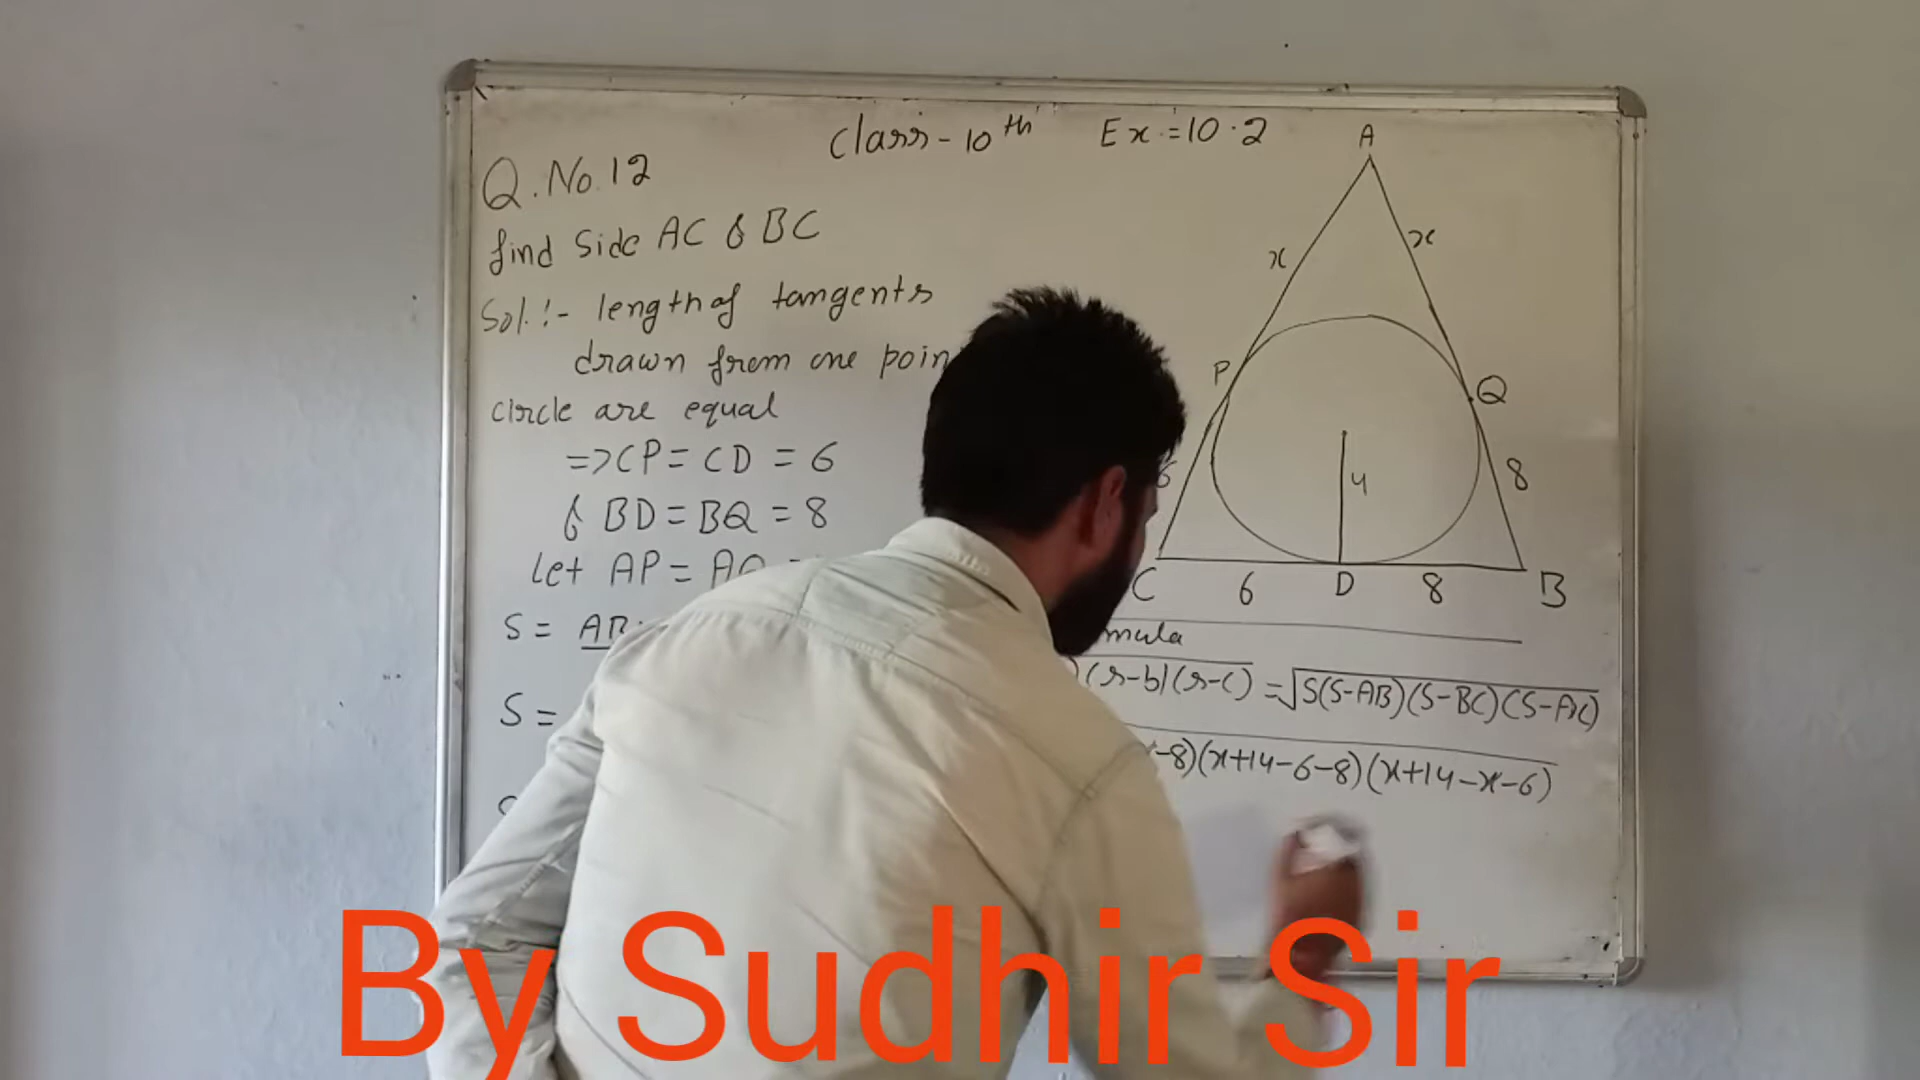 Class - 10th Ex := 10.2
Q. No. 12
find Side AC & BC
Sol. :- length of tangents
drawn from one poin
circle are equal
=> CP = CD = 6
& BD = BQ = 8
Let AP = AQ =
S = AB
S =
A
x
x
P
Q
6
4
8
C
6
D
8
B
mula
(s-b)(s-c) = √S(S-AB)(S-BC)(S-AC)
-8)(x+14-6-8)(x+14-x-6)
By Sudhir Sir